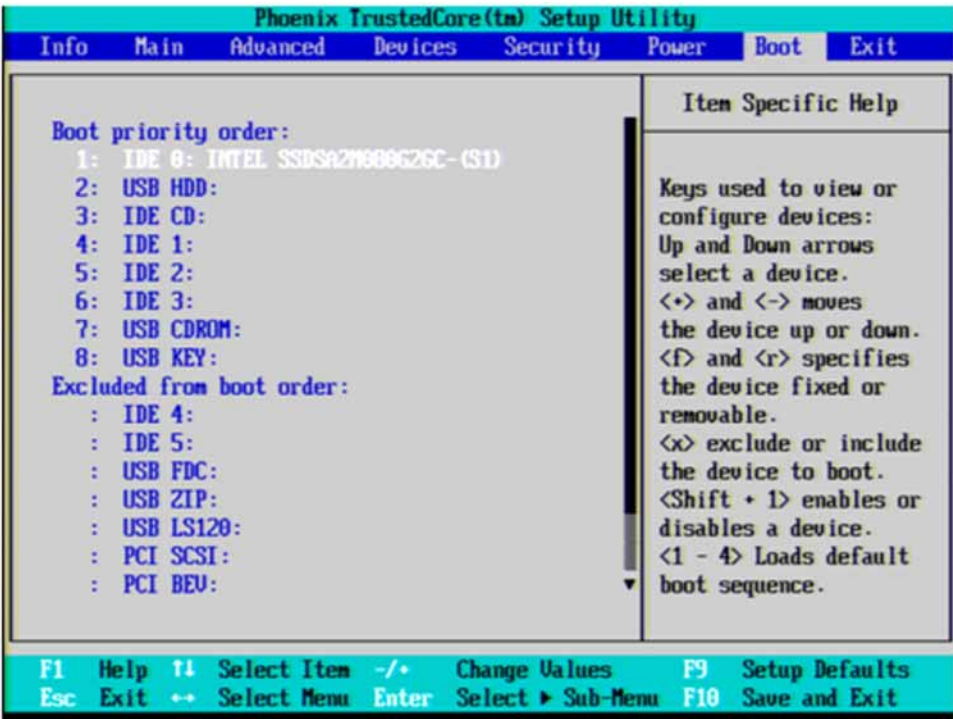 Phoenix TrustedCore(tm) Setup Utility
Info Main Advanced Devices Security Power Boot Exit
Boot priority order:
1: IDE 0: INTEL SSDSA2M080G2GC-(S1)
2: USB HDD:
3: IDE CD:
4: IDE 1:
5: IDE 2:
6: IDE 3:
7: USB CDROM:
8: USB KEY:
Excluded from boot order:
: IDE 4:
: IDE 5:
: USB FDC:
: USB ZIP:
: USB LS120:
: PCI SCSI:
: PCI BEV:
Item Specific Help
Keys used to view or
configure devices:
Up and Down arrows
select a device.
<+> and <-> moves
the device up or down.
<f> and <r> specifies
the device fixed or
removable.
<x> exclude or include
the device to boot.
<Shift + 1> enables or
disables a device.
<1 - 4> Loads default
boot sequence.
F1 Help ↑↓ Select Item -/+ Change Values F9 Setup Defaults
Esc Exit ↔ Select Menu Enter Select ▶ Sub-Menu F10 Save and Exit